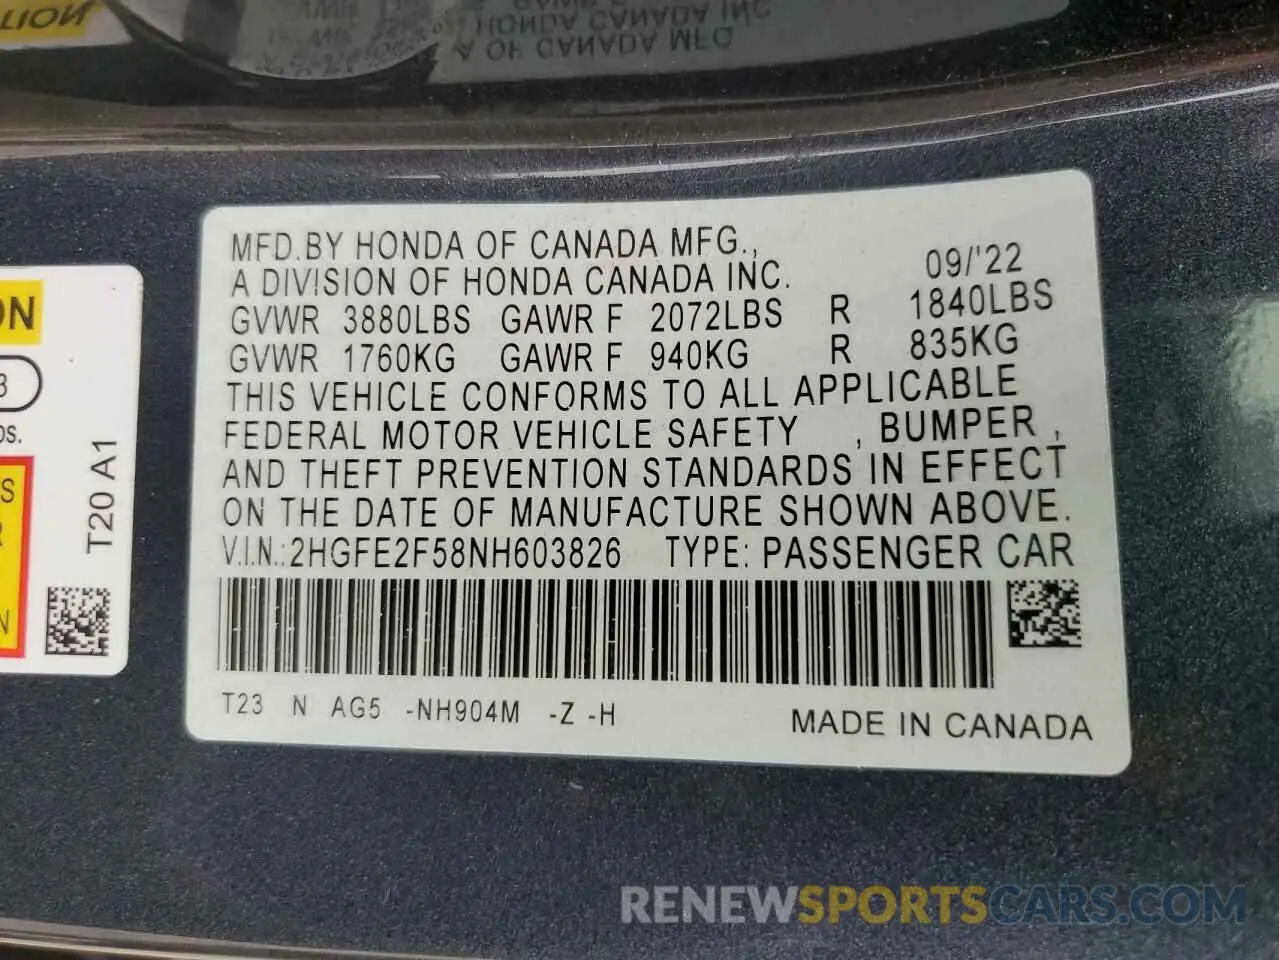 MFD.BY HONDA OF CANADA MFG.,
A DIVISION OF HONDA CANADA INC. 09/'22
GVWR 3880LBS GAWR F 2072LBS R 1840LBS
GVWR 1760KG GAWR F 940KG R 835KG
THIS VEHICLE CONFORMS TO ALL APPLICABLE
FEDERAL MOTOR VEHICLE SAFETY , BUMPER ,
AND THEFT PREVENTION STANDARDS IN EFFECT
ON THE DATE OF MANUFACTURE SHOWN ABOVE.
V.I.N.:2HGFE2F58NH603826 TYPE: PASSENGER CAR
T23 N AG5 -NH904M -Z -H
MADE IN CANADA
T20 A1
RENEWSPORTSCARS.COM